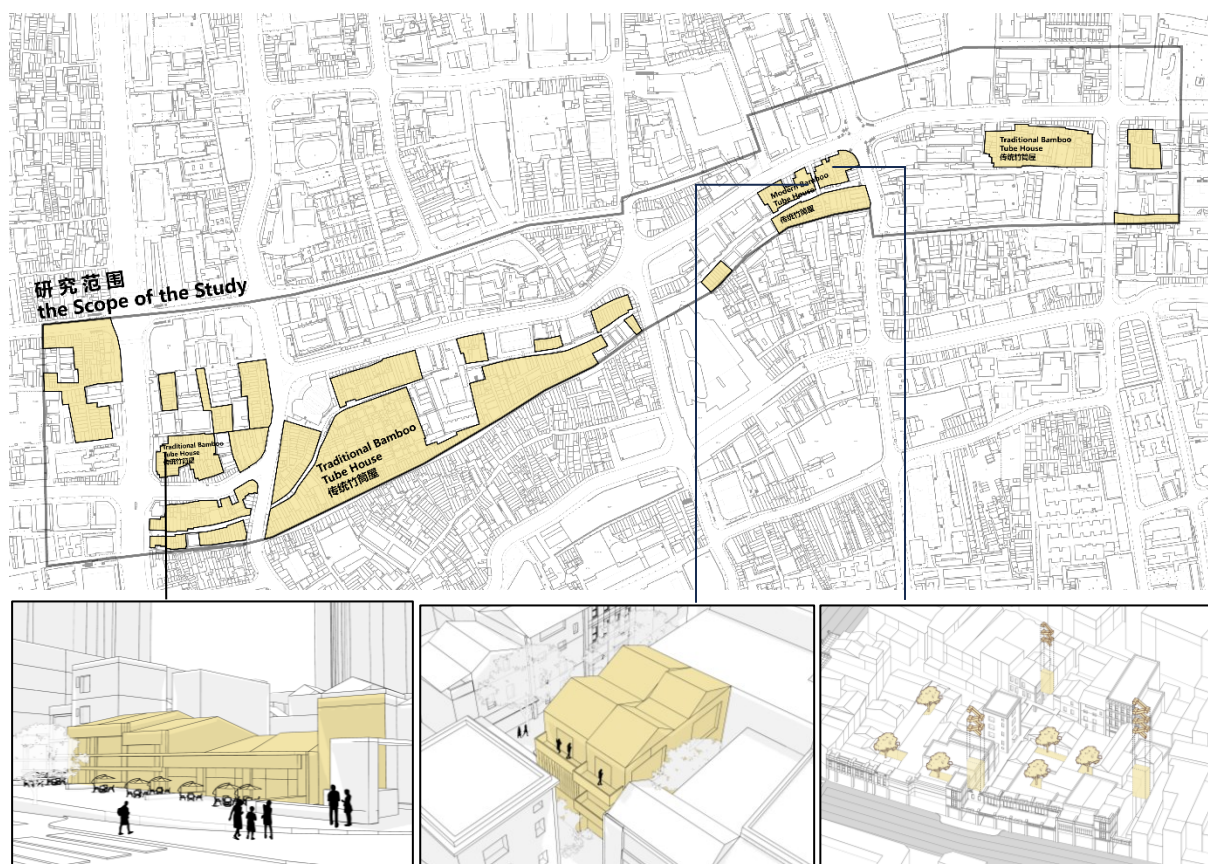 Traditional Bamboo
Tube House
传统竹筒屋
Modern Bamboo
Tube House
传统竹筒屋
研究范围
the Scope of the Study
Traditional Bamboo
Tube House
传统竹筒屋
Traditional Bamboo
Tube House
传统竹筒屋